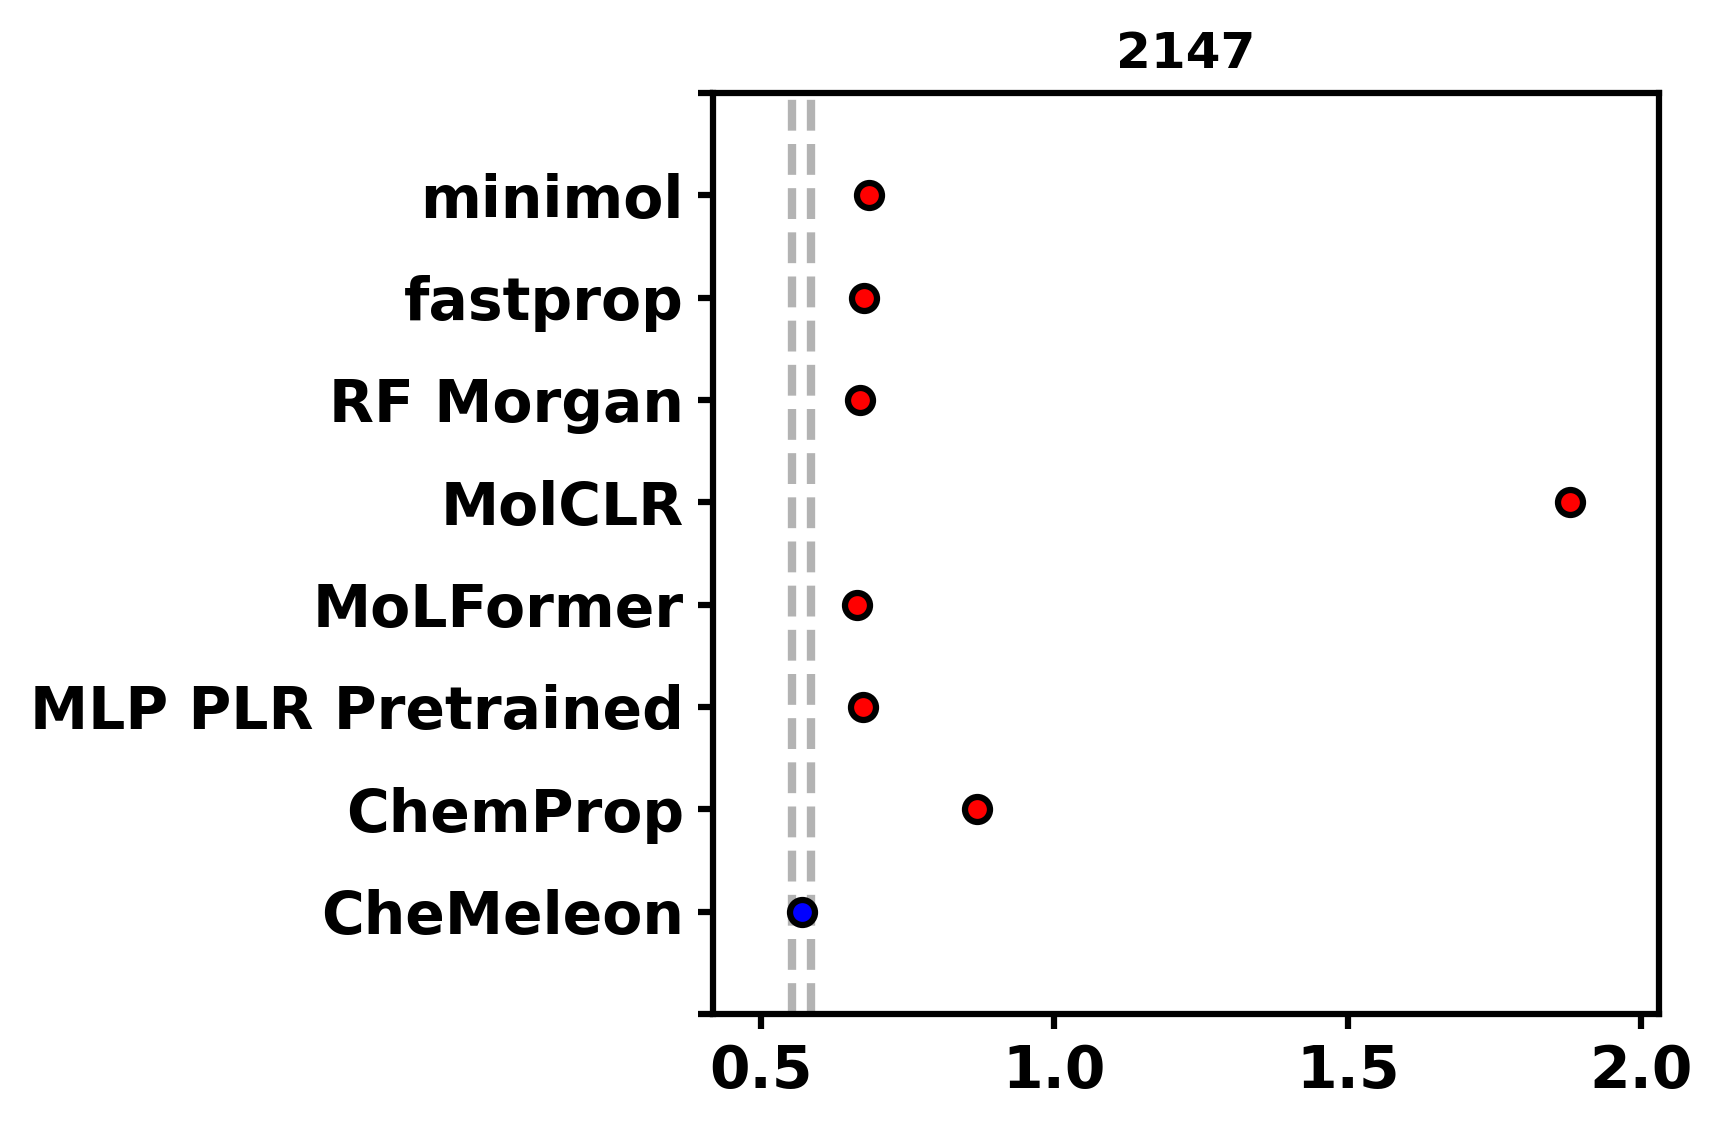 2147
minimol
fastprop
RF Morgan
MolCLR
MoLFormer
MLP PLR Pretrained
ChemProp
CheMeleon
0.5 1.0 1.5 2.0